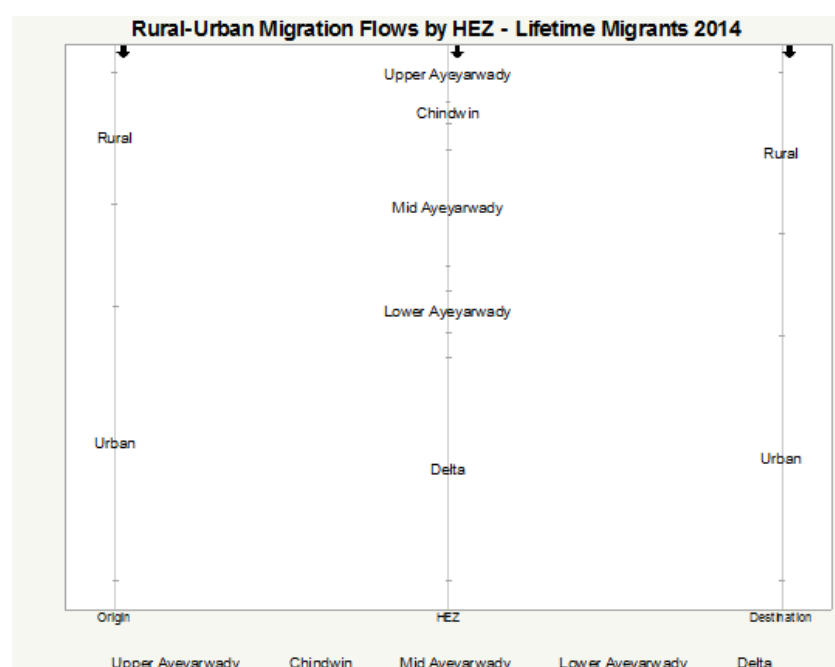 Rural-Urban Migration Flows by HEZ - Lifetime Migrants 2014
Upper Ayeyarwady
Chindwin
Rural
Rural
Mid Ayeyarwady
Lower Ayeyarwady
Urban
Urban
Delta
Origin
HEZ
Destination
Upper Ayeyarwady Chindwin Mid Ayeyarwady Lower Ayeyarwady Delta